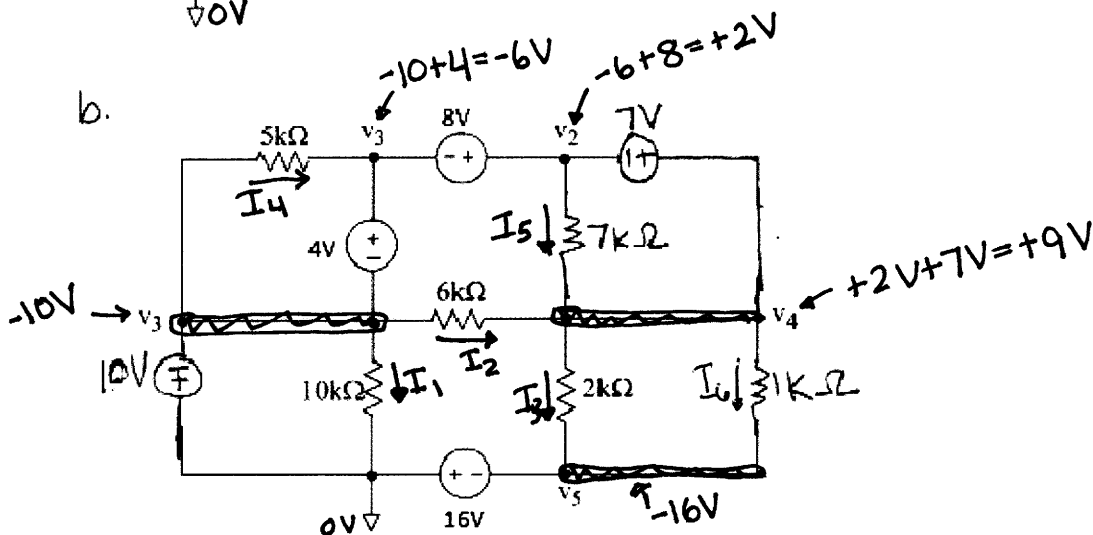 0V
-10+4=-6V
-6+8=+2V
b.
8V
7V
v3
v2
5kΩ
- +
I+
I4
I5
7kΩ
4V
+
-
+2V+7V=+9V
6kΩ
-10V
v3
v4
I2
10V
10kΩ
I1
I3
2kΩ
I6
1KΩ
+ -
v5
-16V
0V
16V